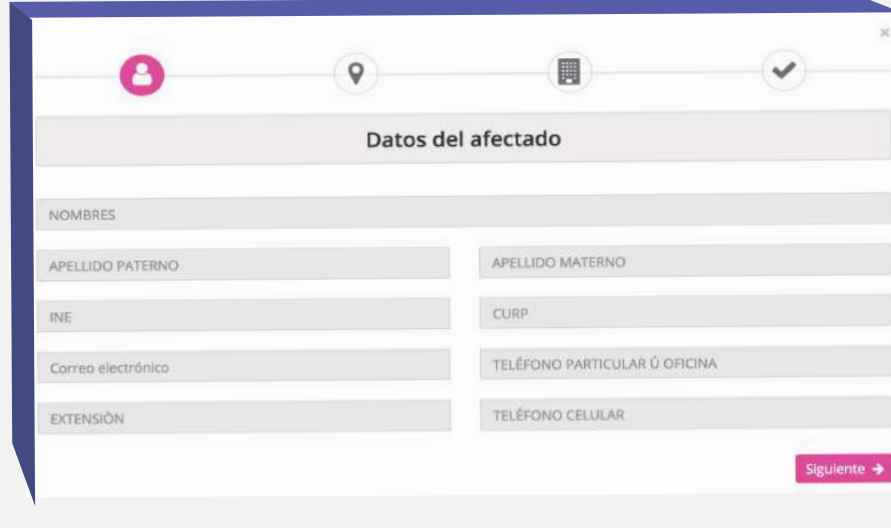 Datos del afectado
NOMBRES
APELLIDO PATERNO
APELLIDO MATERNO
INE
CURP
Correo electrónico
TELÉFONO PARTICULAR Ú OFICINA
EXTENSIÒN
TELÉFONO CELULAR
Siguiente →